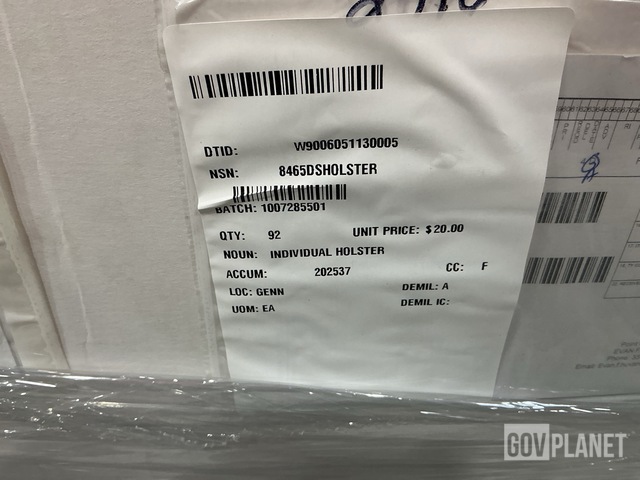 DTID: W9006051130005
NSN: 8465DSHOLSTER
BATCH: 1007285501
QTY: 92 UNIT PRICE: $20.00
NOUN: INDIVIDUAL HOLSTER
ACCUM: 202537 CC: F
LOC: GENN DEMIL: A
UOM: EA DEMIL IC:
GOVPLANET